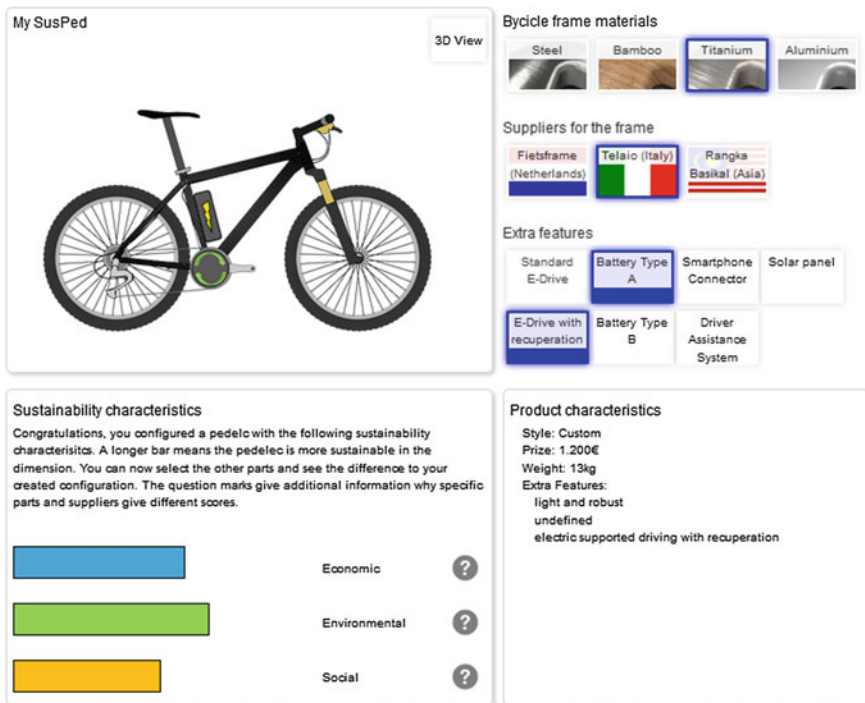 My SusPed
3D View
Bycicle frame materials
Steel
Bamboo
Titanium
Aluminium
Suppliers for the frame
Fietsframe
(Netherlands)
Telaio (Italy)
Rangka
Basikal (Asia)
Extra features
Standard
E-Drive
Battery Type
A
Smartphone
Connector
Solar panel
E-Drive with
recuperation
Battery Type
B
Driver
Assistance
System
Sustainability characteristics
Congratulations, you configured a pedelc with the following sustainability
characterisitcs. A longer bar means the pedelec is more sustainable in the
dimension. You can now select the other parts and see the difference to your
created configuration. The question marks give additional information why specific
parts and suppliers give different scores.
Economic
?
Environmental
?
Social
?
Product characteristics
Style: Custom
Prize: 1.200€
Weight: 13kg
Extra Features:
light and robust
undefined
electric supported driving with recuperation